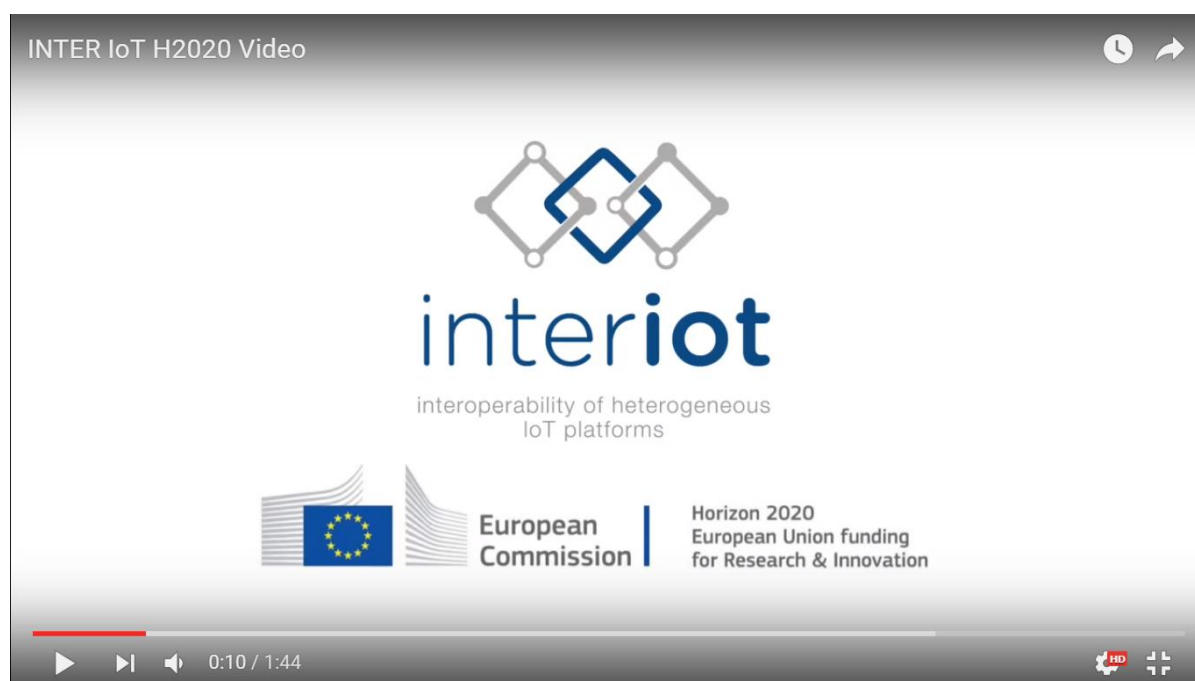 INTER IoT H2020 Video
interiot
interoperability of heterogeneous
IoT platforms
European
Commission
Horizon 2020
European Union funding
for Research & Innovation
0:10 / 1:44
HD